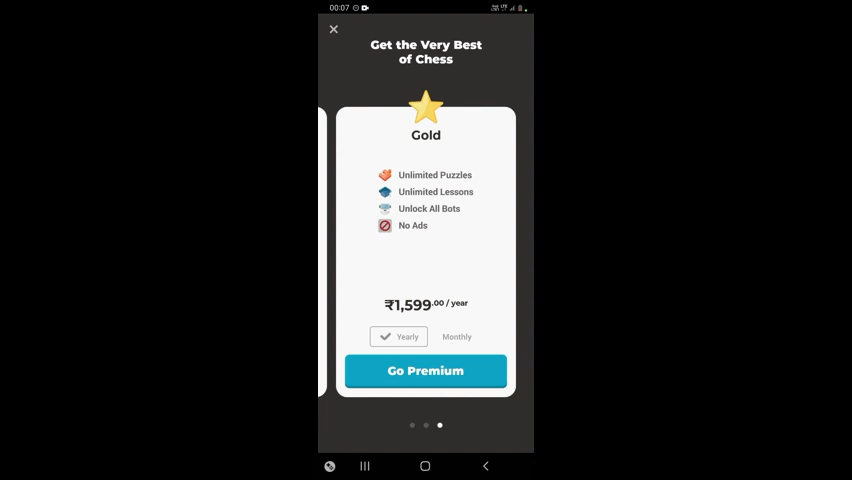 00:07
Get the Very Best
of Chess
Gold
Unlimited Puzzles
Unlimited Lessons
Unlock All Bots
No Ads
₹1,599.00 / year
Yearly
Monthly
Go Premium